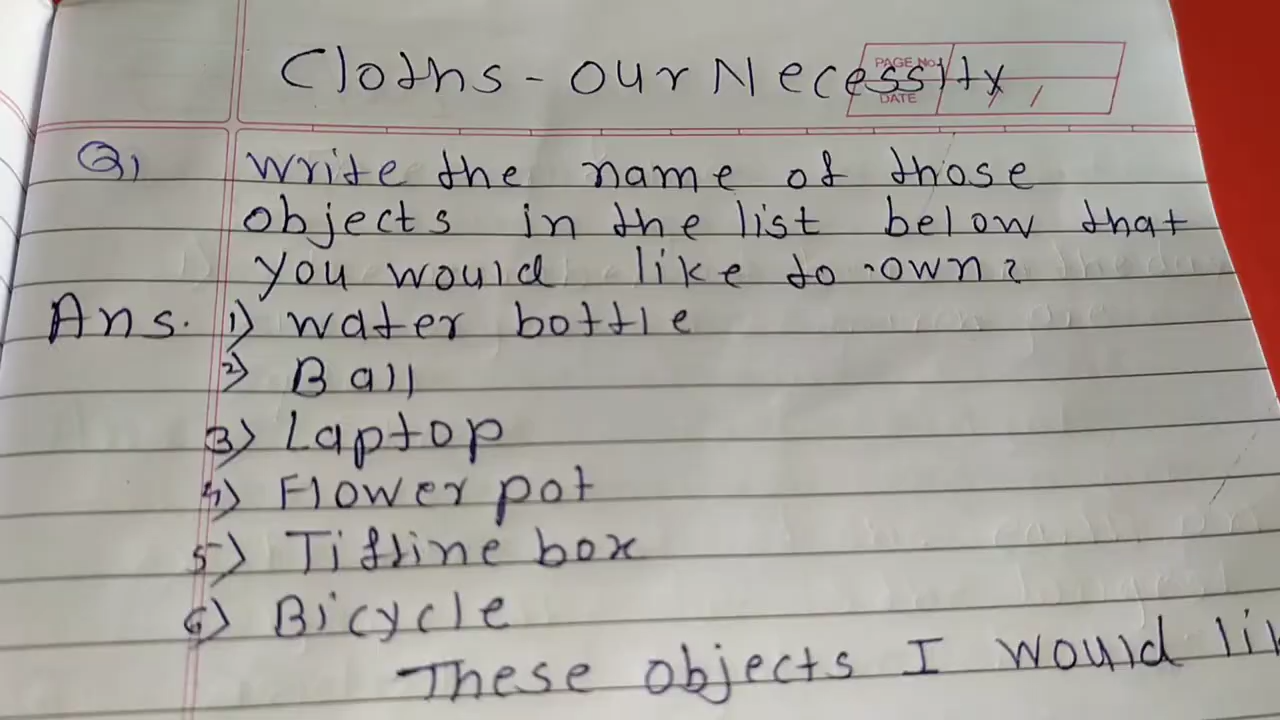 Cloths - our Necessity
PAGE No.
DATE / /
Q1 Write the name of those
objects in the list below that
you would like to own?
Ans. 1) water bottle
2) Ball
3) Laptop
4) Flower pot
5) Tiffine box
6) Bicycle
These objects I would li